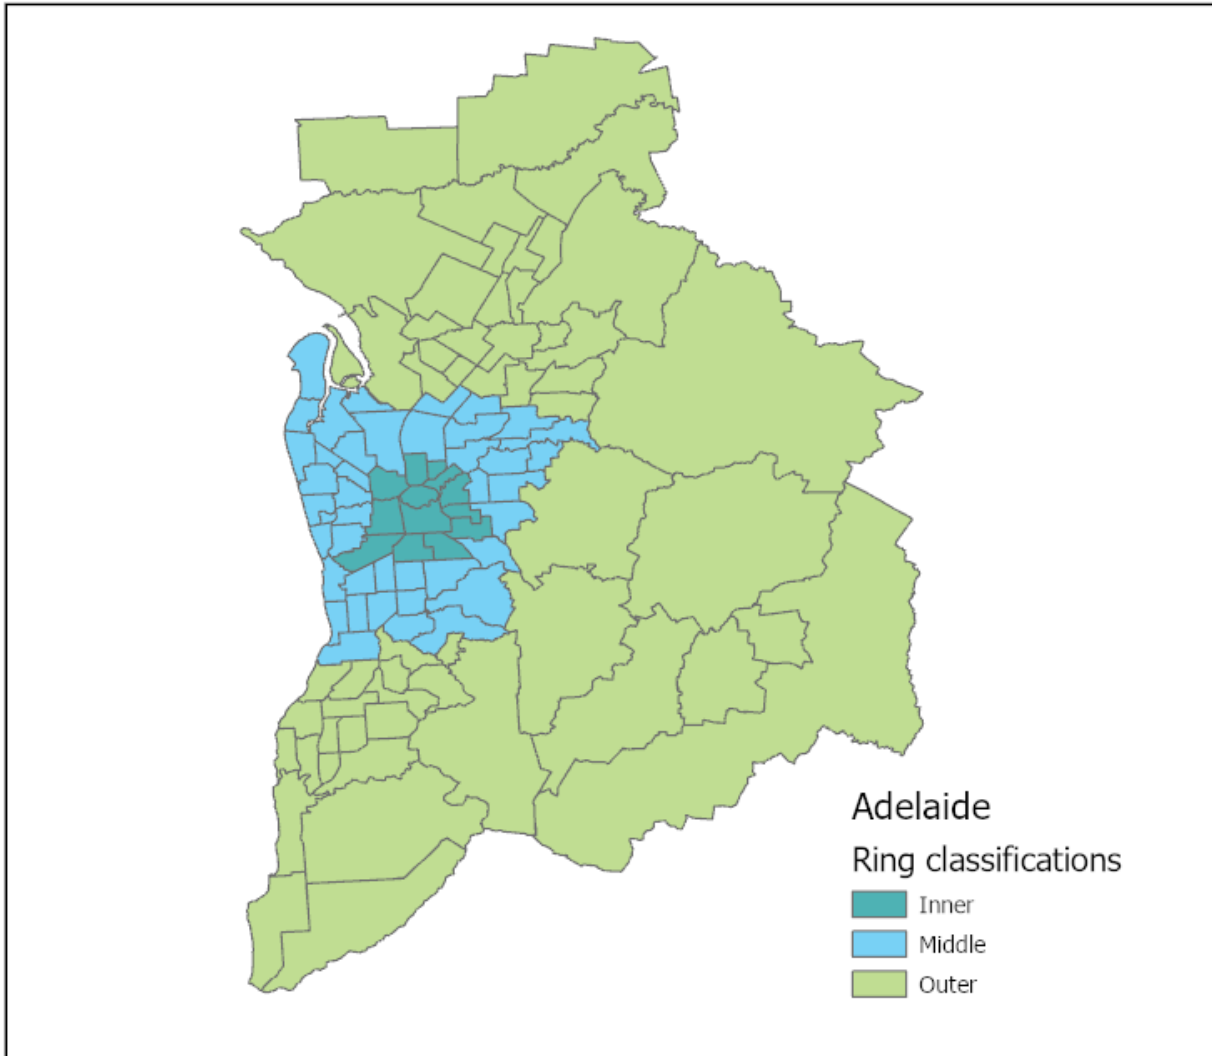 Adelaide
Ring classifications
Inner
Middle
Outer